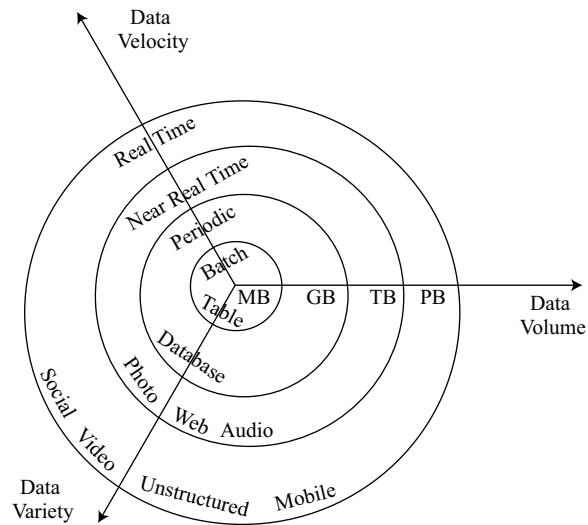 Data
Velocity
Real Time
Near Real Time
Periodic
Batch
MB GB TB PB
Data
Volume
Table
Database
Photo Web Audio
Social Video Unstructured Mobile
Data
Variety